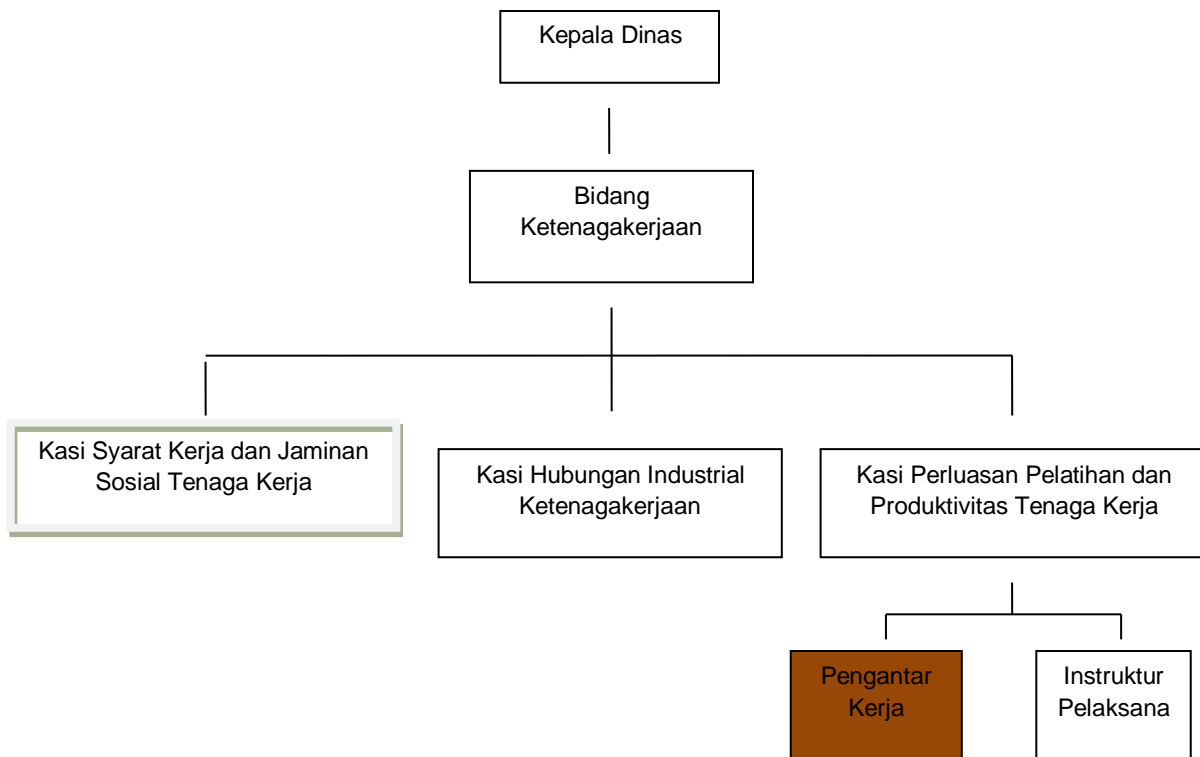 Kepala Dinas
Bidang
Ketenagakerjaan
Kasi Syarat Kerja dan Jaminan
Sosial Tenaga Kerja
Kasi Hubungan Industrial
Ketenagakerjaan
Kasi Perluasan Pelatihan dan
Produktivitas Tenaga Kerja
Pengantar
Kerja
Instruktur
Pelaksana